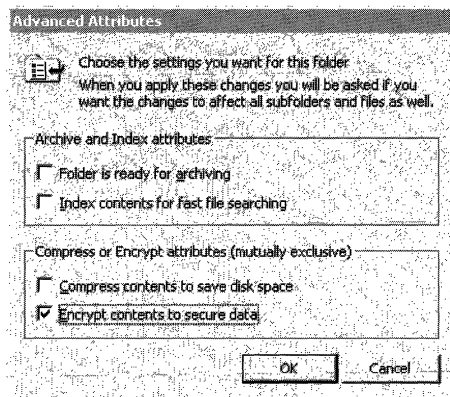 Advanced Attributes
Choose the settings you want for this folder
When you apply these changes you will be asked if you
want the changes to affect all subfolders and files as well.
Archive and Index attributes
Folder is ready for archiving
Index contents for fast file searching
Compress or Encrypt attributes (mutually exclusive)
Compress contents to save disk space
Encrypt contents to secure data
OK
Cancel